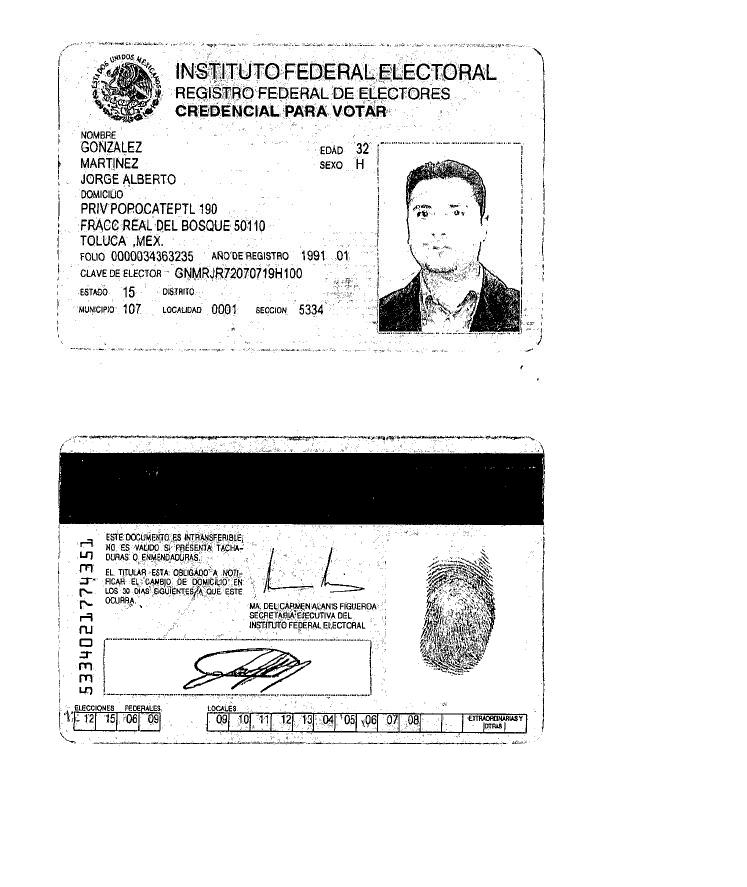 ESTADOS UNIDOS MEXICANOS
INSTITUTO FEDERAL ELECTORAL
REGISTRO FEDERAL DE ELECTORES
CREDENCIAL PARA VOTAR
NOMBRE
GONZALEZ
MARTINEZ
JORGE ALBERTO
EDAD 32
SEXO H
DOMICILIO
PRIV POPOCATEPTL 190
FRACC REAL DEL BOSQUE 50110
TOLUCA ,MEX.
FOLIO 0000034363235 AÑO DE REGISTRO 1991 01
CLAVE DE ELECTOR GNMRJR72070719H100
ESTADO 15 DISTRITO
MUNICIPIO 107 LOCALIDAD 0001 SECCION 5334
ESTE DOCUMENTO ES INTRANSFERIBLE,
NO ES VALIDO SI PRESENTA TACHA-
DURAS O ENMENDADURAS.
EL TITULAR ESTA OBLIGADO A NOTI-
FICAR EL CAMBIO DE DOMICILIO EN
LOS 30 DIAS SIGUIENTES A QUE ESTE
OCURRA.
MA. DEL CARMEN ALANIS FIGUEROA
SECRETARIA EJECUTIVA DEL
INSTITUTO FEDERAL ELECTORAL
ELECCIONES FEDERALES
12 15 06 09
LOCALES
09 10 11 12 13 04 05 06 07 08
EXTRAORDINARIAS Y
OTRAS